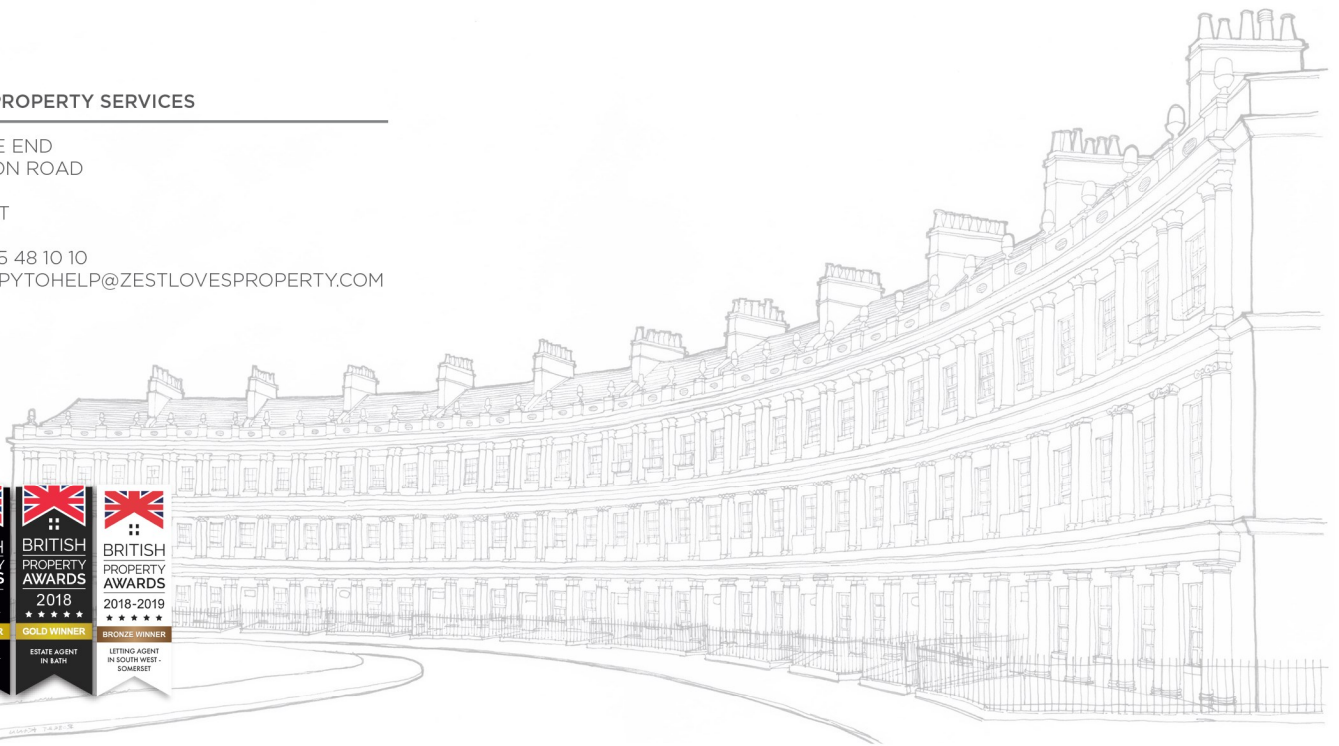 PROPERTY SERVICES
E END
ON ROAD
T
5 48 10 10
PYTOHELP@ZESTLOVESPROPERTY.COM
H
Y
S
R
BRITISH
PROPERTY
AWARDS
2018
GOLD WINNER
ESTATE AGENT
IN BATH
BRITISH
PROPERTY
AWARDS
2018-2019
BRONZE WINNER
LETTING AGENT
IN SOUTH WEST -
SOMERSET